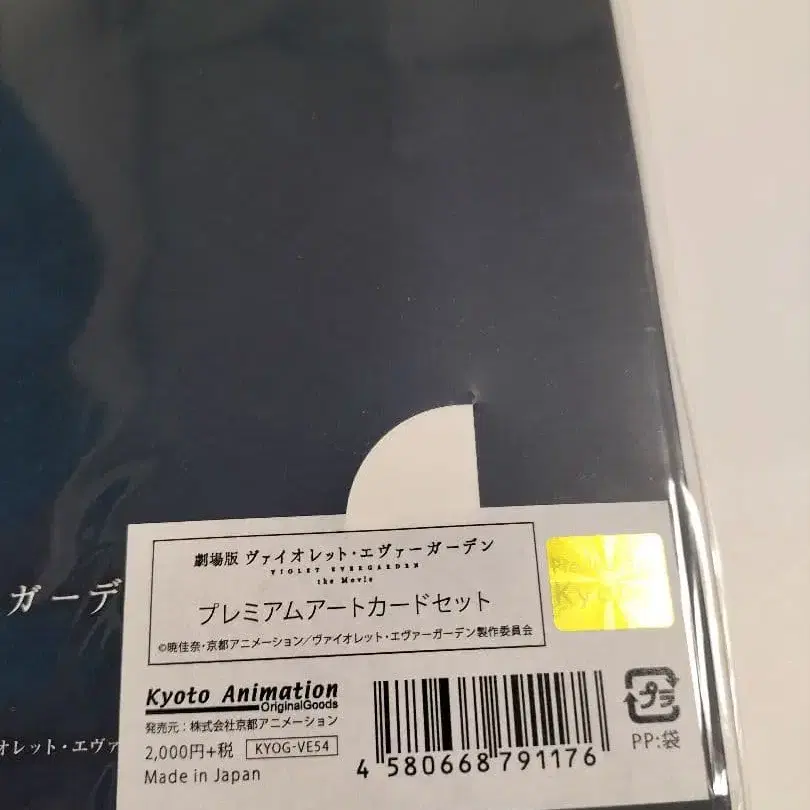 劇場版 ヴァイオレット・エヴァーガーデン
VIOLET EVERGARDEN
the Movie
プレミアムアートカードセット
©暁佳奈・京都アニメーション/ヴァイオレット・エヴァーガーデン製作委員会
ガーデ
Kyoto Animation
OriginalGoods
発売元:株式会社京都アニメーション
オレット・エヴァ
2,000円+税 KYOG-VE54
Made in Japan
4 580668 791176
プラ
PP:袋